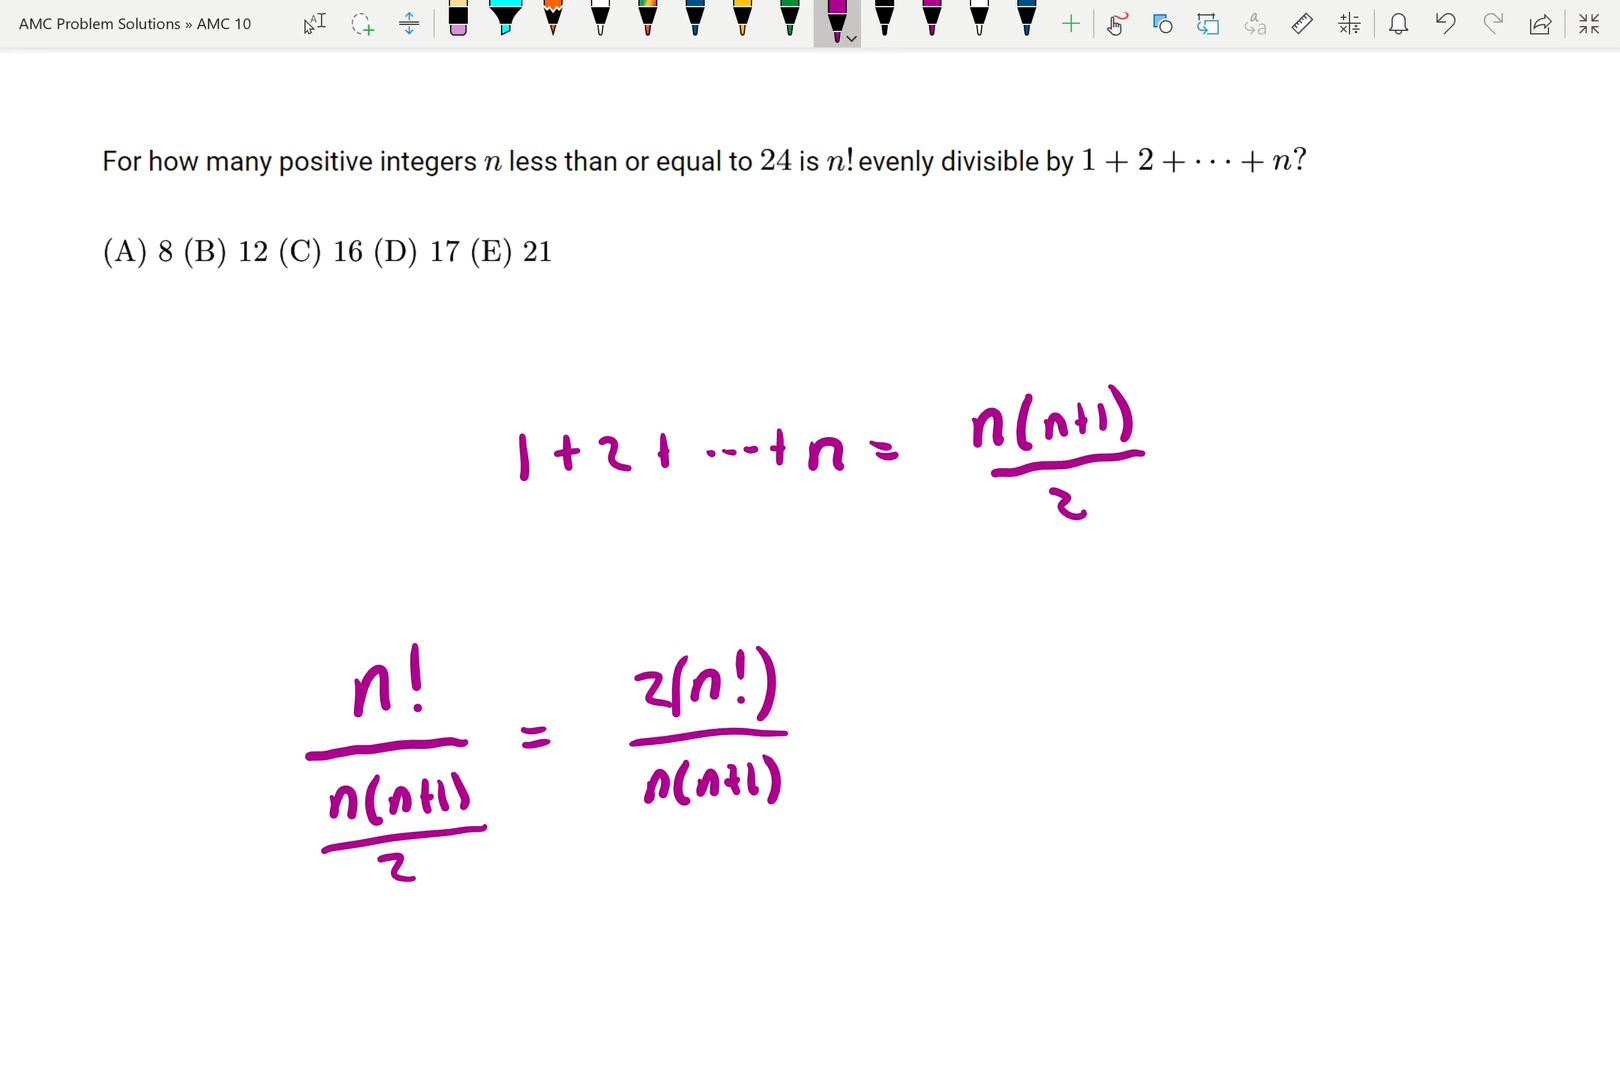 AMC Problem Solutions » AMC 10
For how many positive integers n less than or equal to 24 is n! evenly divisible by 1 + 2 + ⋯ + n?
(A) 8 (B) 12 (C) 16 (D) 17 (E) 21
1 + 2 + ... + n = n(n+1)
2
n! = 2(n!)
n(n+1) n(n+1)
2